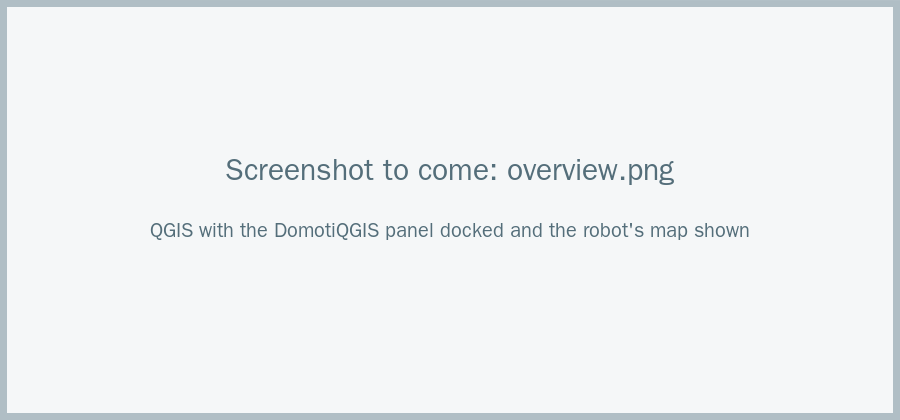 Screenshot to come: overview.png
QGIS with the DomotiQGIS panel docked and the robot's map shown